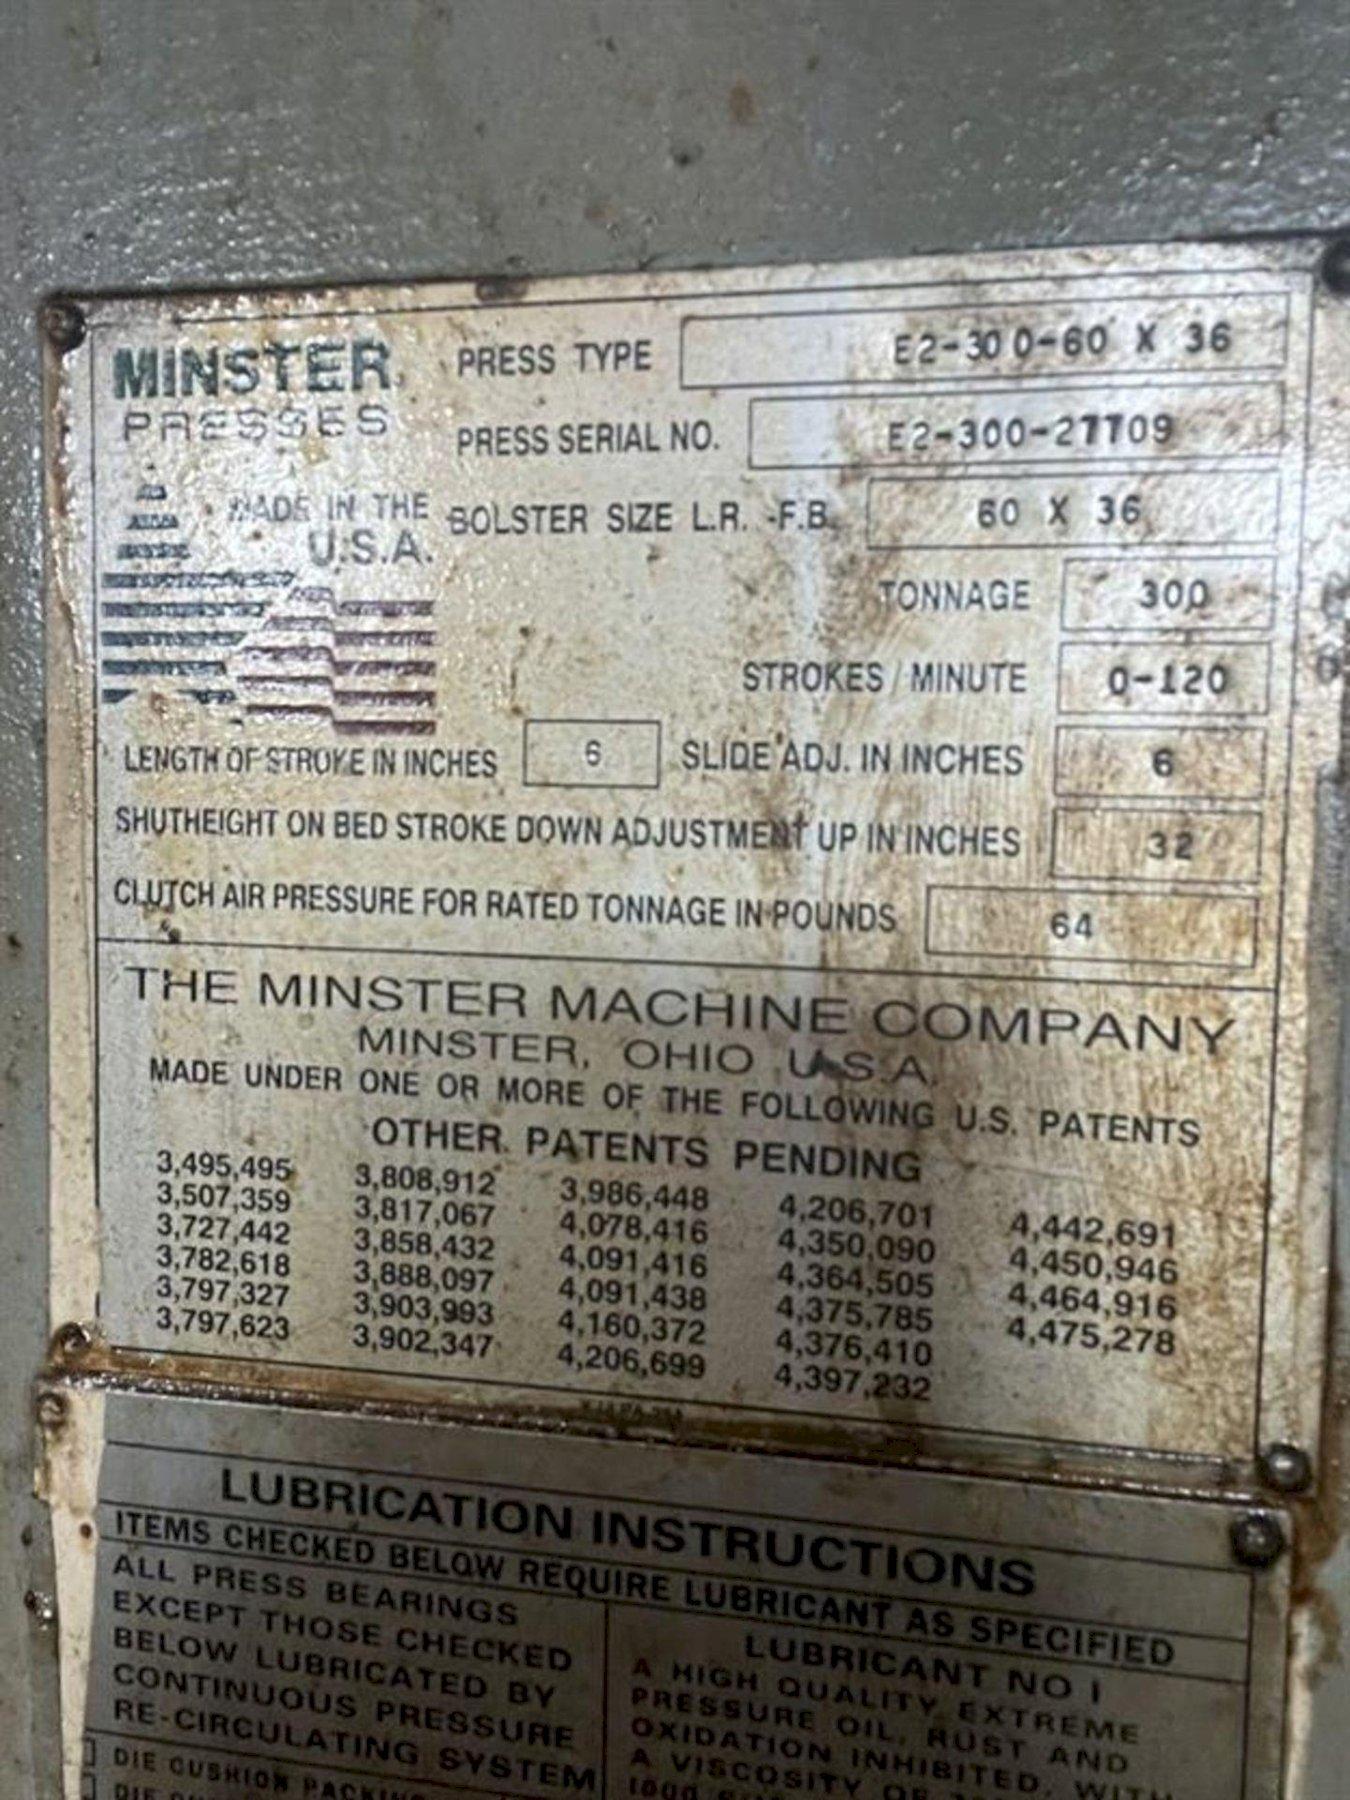 MINSTER
PRESSES
MADE IN THE
U.S.A.
PRESS TYPE E2-300-60 X 36
PRESS SERIAL NO. E2-300-27709
BOLSTER SIZE L.R. -F.B. 60 X 36
TONNAGE 300
STROKES / MINUTE 0-120
LENGTH OF STROKE IN INCHES 6 SLIDE ADJ. IN INCHES 6
SHUTHEIGHT ON BED STROKE DOWN ADJUSTMENT UP IN INCHES 32
CLUTCH AIR PRESSURE FOR RATED TONNAGE IN POUNDS 64
THE MINSTER MACHINE COMPANY
MINSTER, OHIO U.S.A.
MADE UNDER ONE OR MORE OF THE FOLLOWING U.S. PATENTS
OTHER PATENTS PENDING
3,495,495 3,808,912 3,986,448 4,206,701 4,442,691
3,507,359 3,817,067 4,078,416 4,350,090 4,450,946
3,727,442 3,858,432 4,091,416 4,364,505 4,464,916
3,782,618 3,888,097 4,091,438 4,375,785 4,475,278
3,797,327 3,903,993 4,160,372 4,376,410
3,797,623 3,902,347 4,206,699 4,397,232
LUBRICATION INSTRUCTIONS
ITEMS CHECKED BELOW REQUIRE LUBRICANT AS SPECIFIED
ALL PRESS BEARINGS
EXCEPT THOSE CHECKED
BELOW LUBRICATED BY
CONTINUOUS PRESSURE
RE-CIRCULATING SYSTEM
DIE CUSHION
DIE
LUBRICANT NO 1
A HIGH QUALITY EXTREME
PRESSURE OIL, RUST AND
OXIDATION INHIBITED, WITH
A VISCOSITY OF